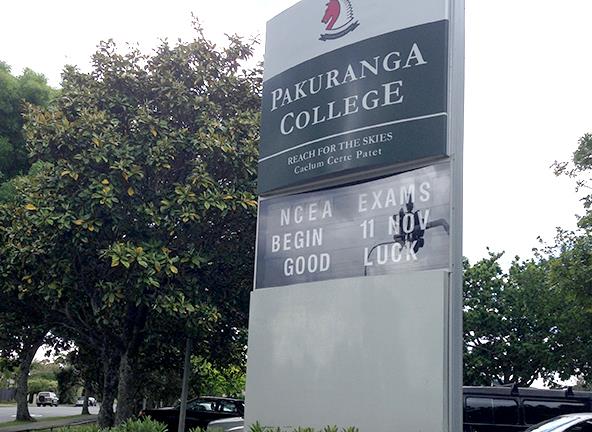 PAKURANGA
COLLEGE
REACH FOR THE SKIES
Caelum Certe Patet
NCEA EXAMS
BEGIN 11 NOV
GOOD LUCK